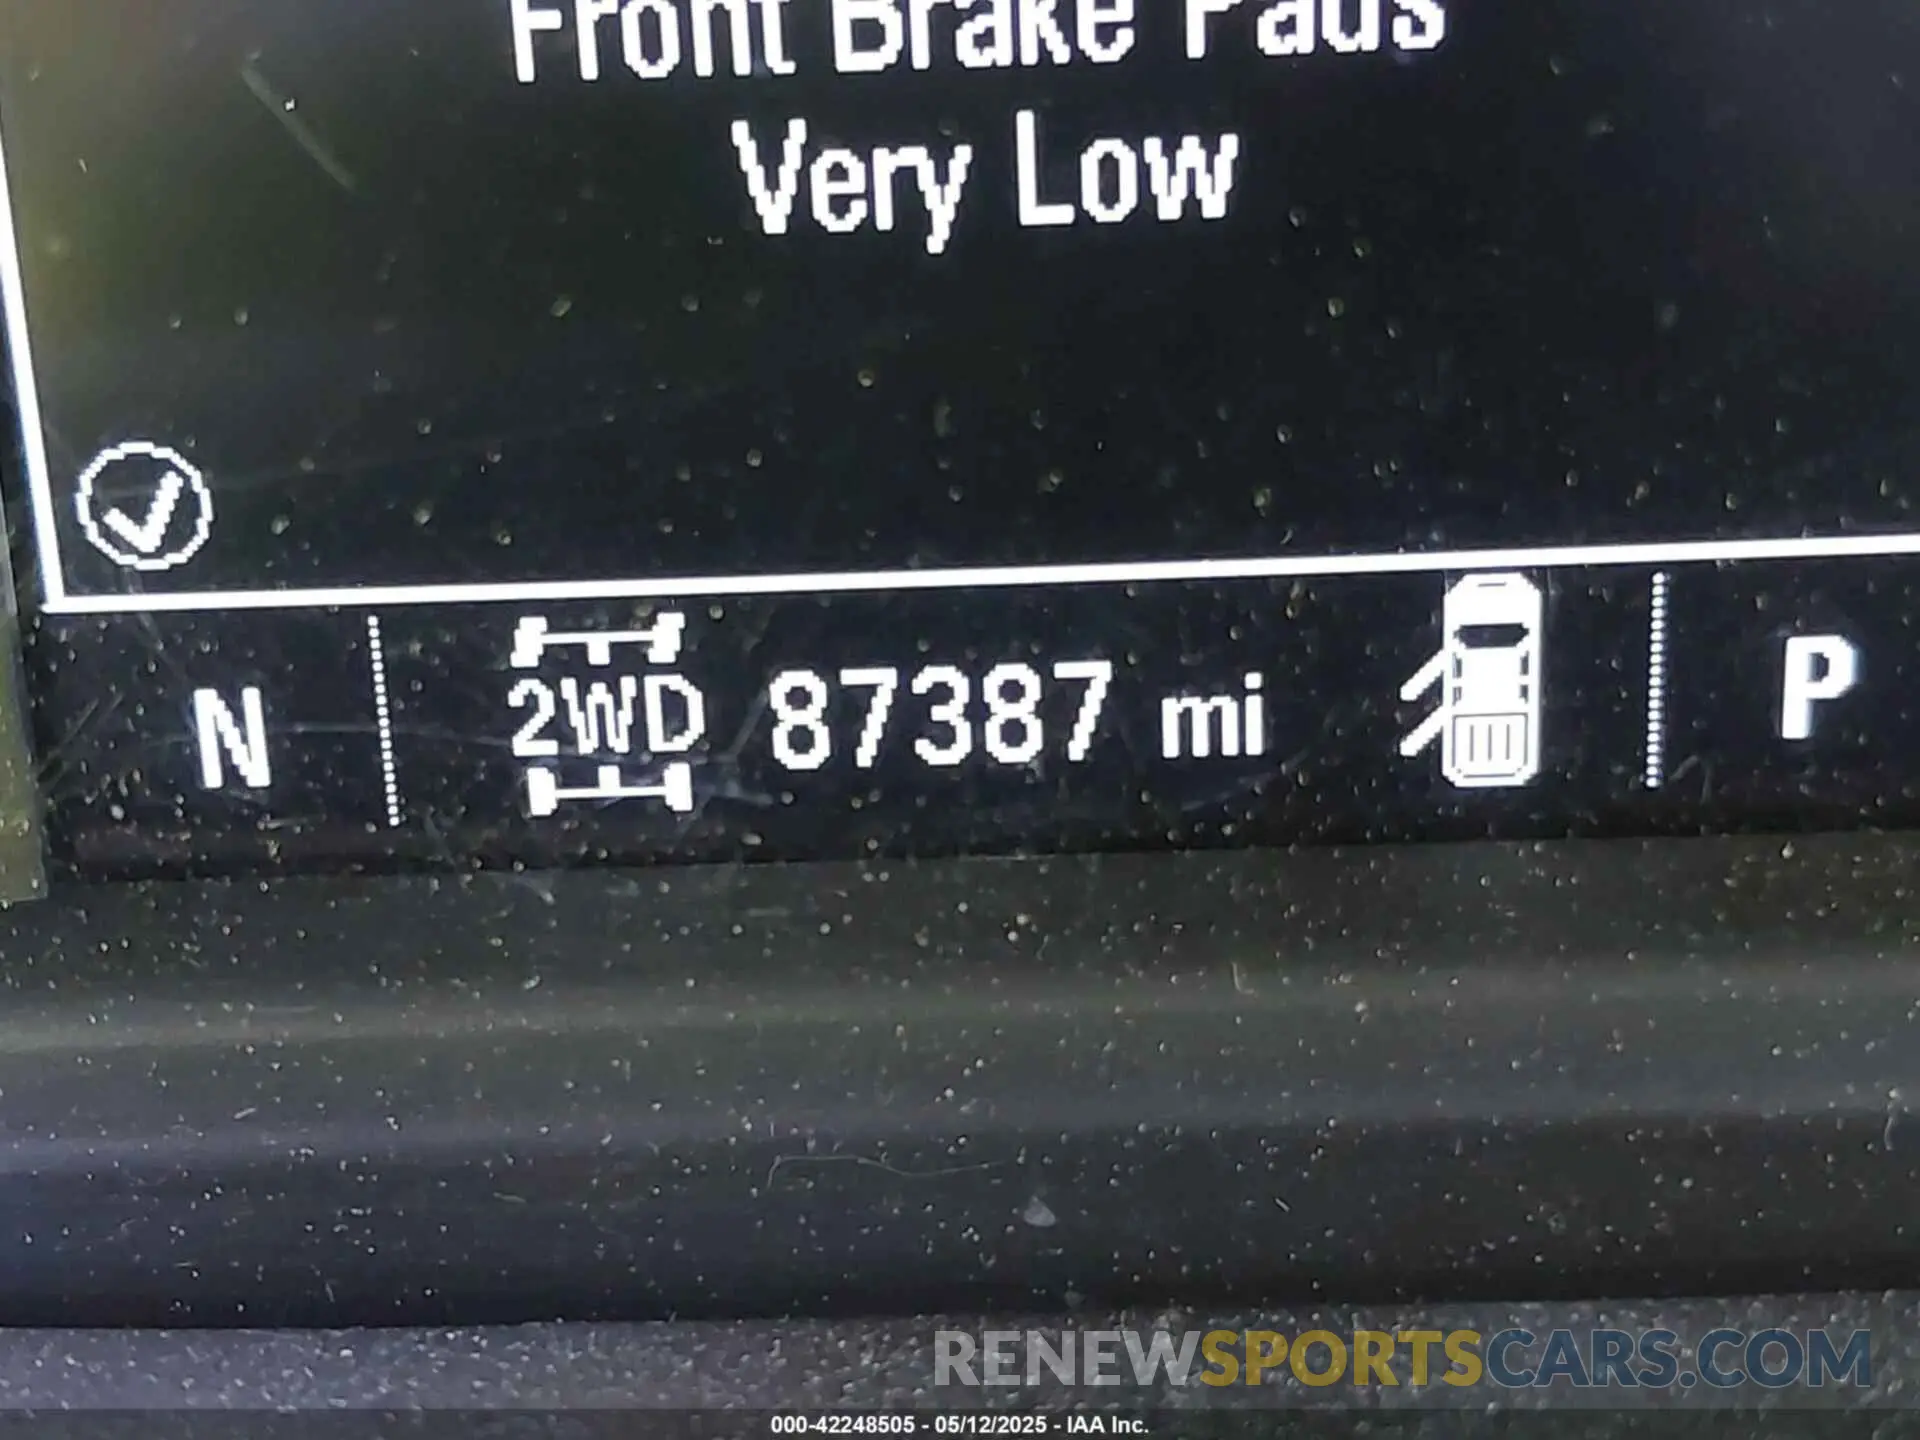 Front Brake Pads
Very Low
N 2WD 87387 mi P
RENEWSPORTSCARS.COM
000-42248505 - 05/12/2025 - IAA Inc.